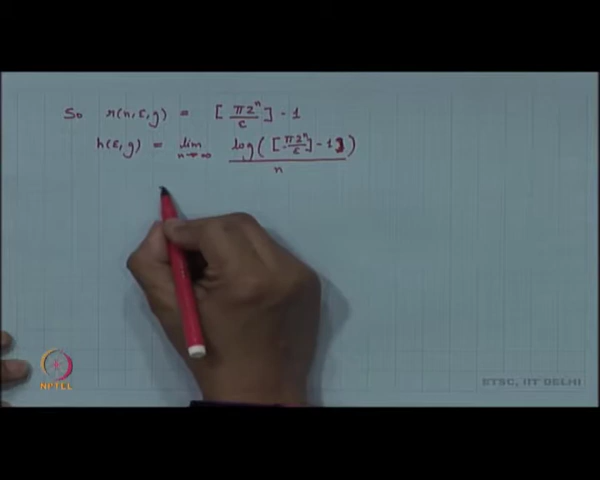 So r(n, ε, g) = [ π2ⁿ/ε ] - 1
h(ε, g) = lim n→∞ log( [ π2ⁿ/ε ] - 1 ) / n
NPTEL
ETSC, IIT DELHI